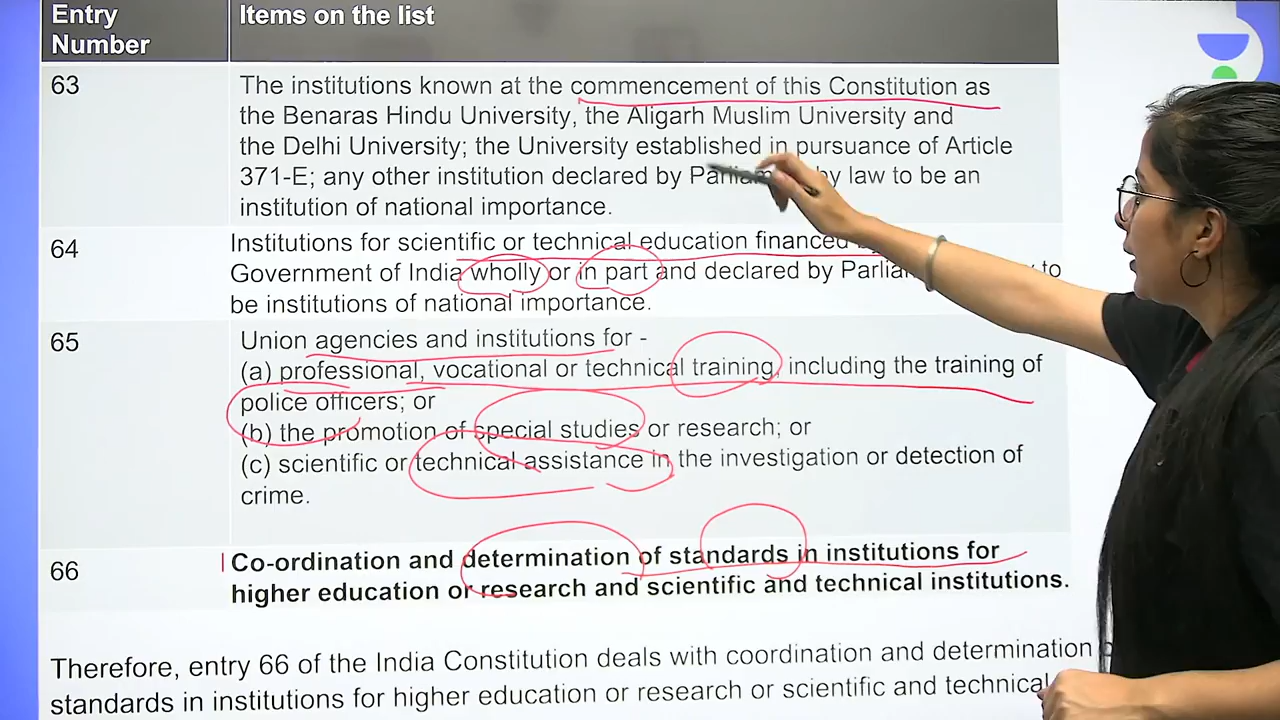 Entry Items on the list
Number
63 The institutions known at the commencement of this Constitution as
the Benaras Hindu University, the Aligarh Muslim University and
the Delhi University; the University established in pursuance of Article
371-E; any other institution declared by by law to be an
institution of national importance.
64 Institutions for scientific or technical education financed
Government of India wholly or in part and declared by to
be institutions of national importance.
65 Union agencies and institutions for -
(a) professional, vocational or technical training, including the training of
police officers; or
(b) the promotion of special studies or research; or
(c) scientific or technical assistance in the investigation or detection of
crime.
66 Co-ordination and determination of standards in institutions for
higher education or research and scientific and technical institutions.
Therefore, entry 66 of the India Constitution deals with coordination and determination
standards in institutions for higher education or research or scientific and technical